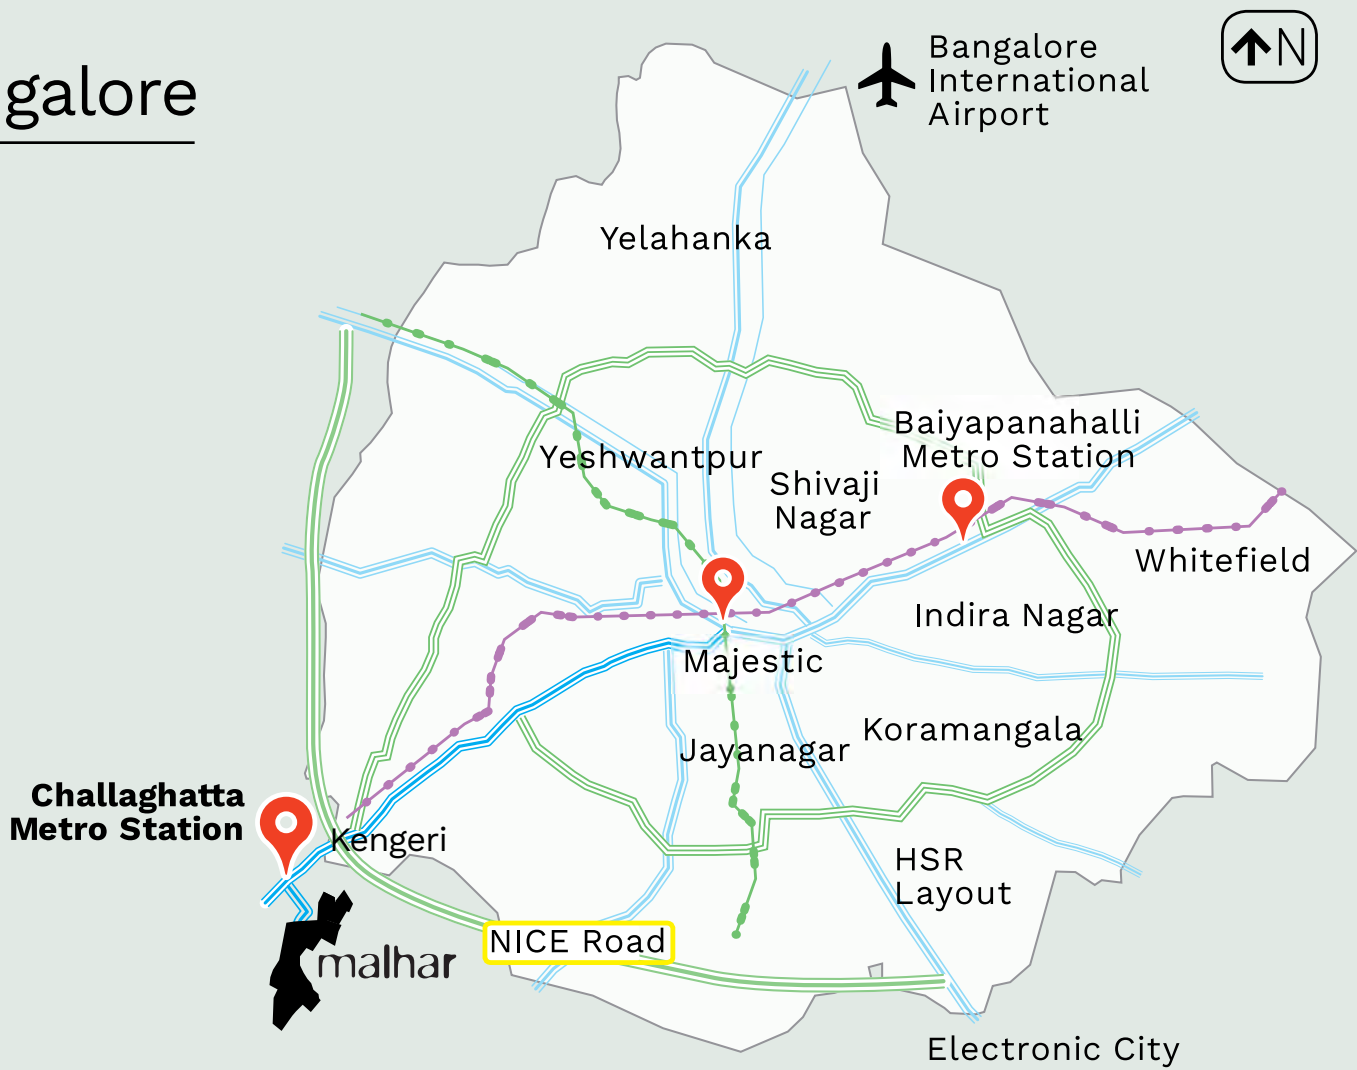 galore
Bangalore
International
Airport
N
Yelahanka
Baiyapanahalli
Metro Station
Yeshwantpur
Shivaji
Nagar
Whitefield
Indira Nagar
Majestic
Koramangala
Jayanagar
Challaghatta
Metro Station
Kengeri
HSR
Layout
NICE Road
malhar
Electronic City